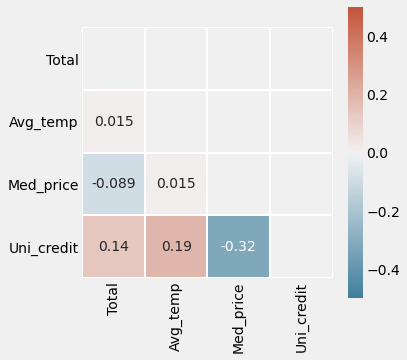 Total
Avg_temp 0.015
Med_price -0.089 0.015
Uni_credit 0.14 0.19 -0.32
Total Avg_temp Med_price Uni_credit
0.4
0.2
0.0
−0.2
−0.4